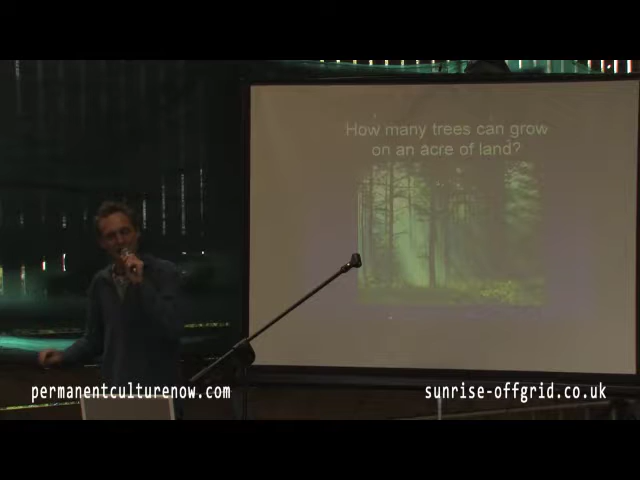 How many trees can grow
on an acre of land?
permanentculturenow.com
sunrise-offgrid.co.uk